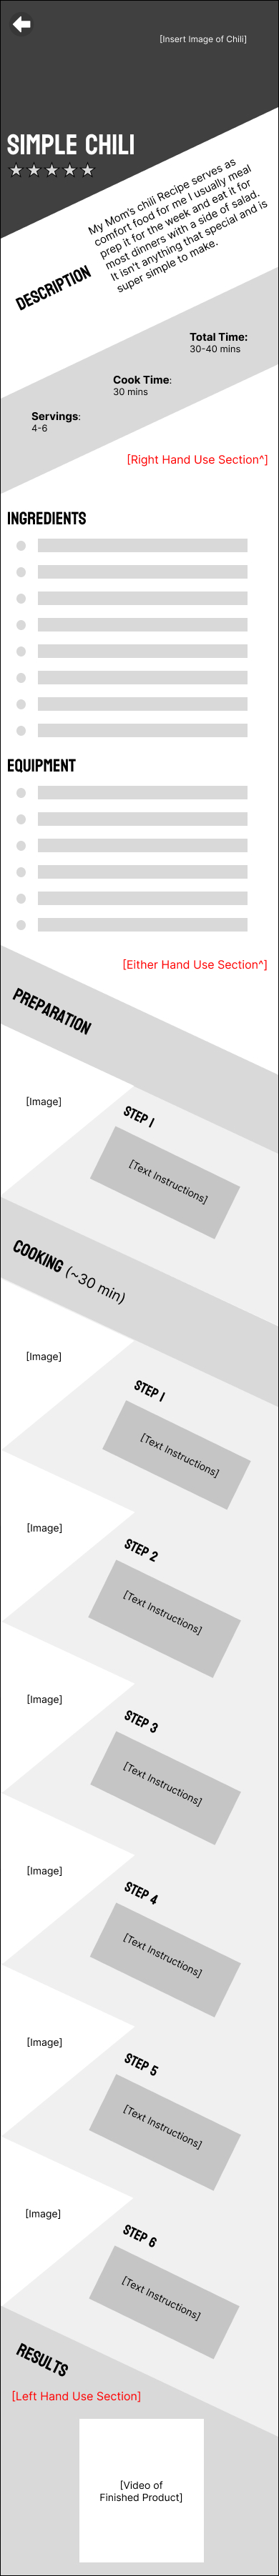 [Insert Image of Chili]
SIMPLE CHILI
DESCRIPTION
My Mom's chili Recipe serves as
comfort food for me I usually meal
prep it for the week and eat it for
most dinners with a side of salad.
It isn't anything that special and is
super simple to make.
Total Time:
30-40 mins
Cook Time:
30 mins
Servings:
4-6
[Right Hand Use Section^]
INGREDIENTS
EQUIPMENT
[Either Hand Use Section^]
PREPARATION
[Image]
STEP 1
[Text Instructions]
COOKING (~30 min)
[Image]
STEP 1
[Text Instructions]
[Image]
STEP 2
[Text Instructions]
[Image]
STEP 3
[Text Instructions]
[Image]
STEP 4
[Text Instructions]
[Image]
STEP 5
[Text Instructions]
[Image]
STEP 6
[Text Instructions]
RESULTS
[Left Hand Use Section]
[Video of
Finished Product]